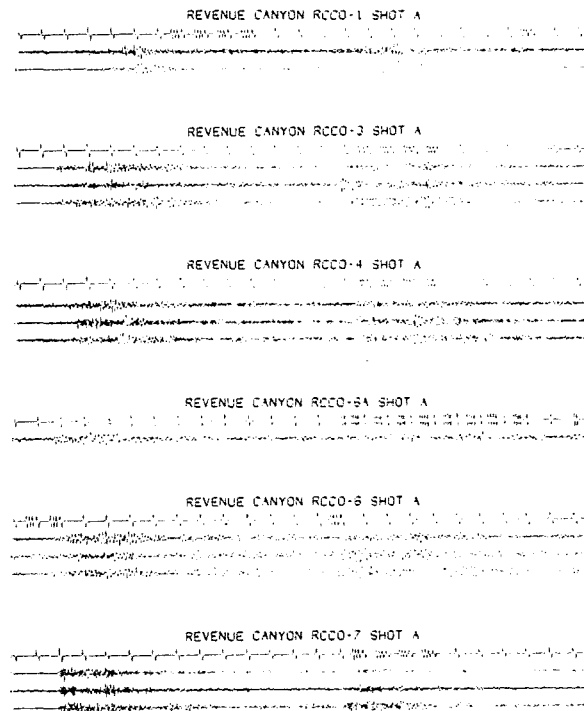 REVENUE CANYON RCCO-1 SHOT A
REVENUE CANYON RCCO-3 SHOT A
REVENUE CANYON RCCO-4 SHOT A
REVENUE CANYON RCCO-6A SHOT A
REVENUE CANYON RCCO-6 SHOT A
REVENUE CANYON RCCO-7 SHOT A